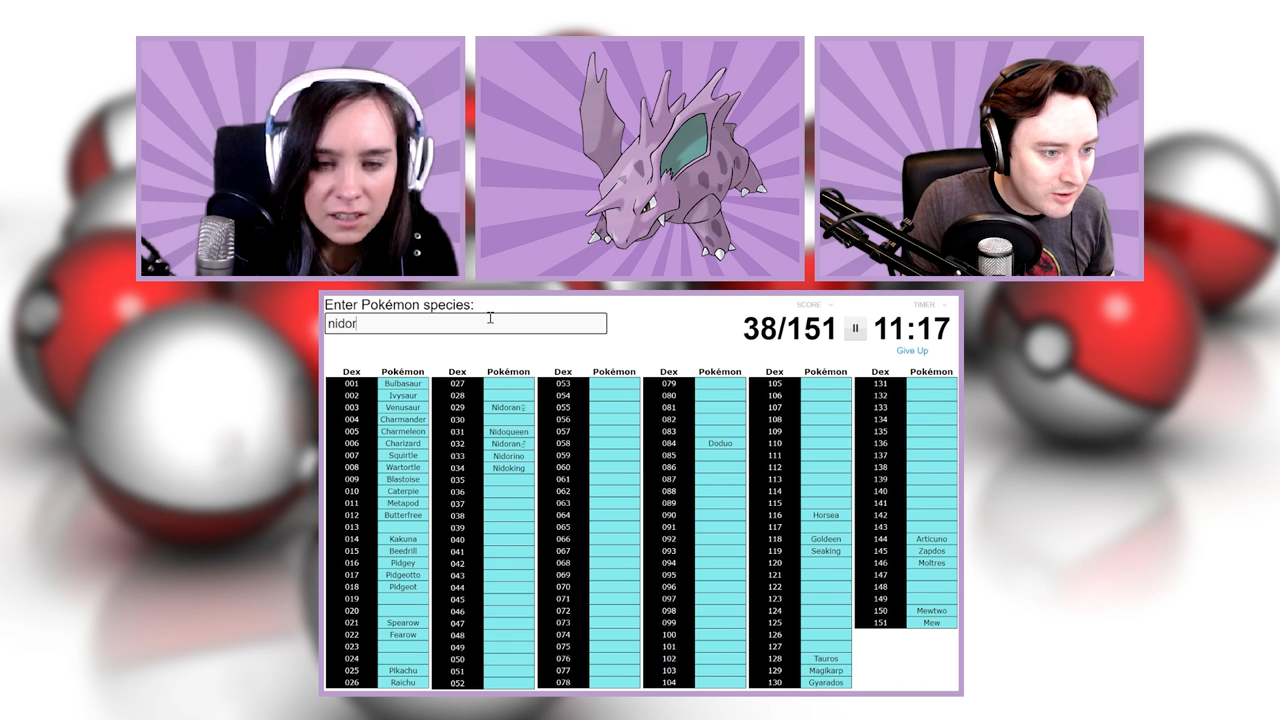 Enter Pokémon species:
nidor
SCORE
TIMER
38/151
11:17
Give Up
Dex Pokémon Dex Pokémon Dex Pokémon Dex Pokémon Dex Pokémon Dex Pokémon
001 Bulbasaur 027 053 079 105 131
002 Ivysaur 028 054 080 106 132
003 Venusaur 029 Nidoran♀ 055 081 107 133
004 Charmander 030 056 082 108 134
005 Charmeleon 031 Nidoqueen 057 083 109 135
006 Charizard 032 Nidoran♂ 058 084 Doduo 110 136
007 Squirtle 033 Nidorino 059 085 111 137
008 Wartortle 034 Nidoking 060 086 112 138
009 Blastoise 035 061 087 113 139
010 Caterpie 036 062 088 114 140
011 Metapod 037 063 089 115 141
012 Butterfree 038 064 090 116 Horsea 142
013 039 065 091 117 143
014 Kakuna 040 066 092 118 Goldeen 144 Articuno
015 Beedrill 041 067 093 119 Seaking 145 Zapdos
016 Pidgey 042 068 094 120 146 Moltres
017 Pidgeotto 043 069 095 121 147
018 Pidgeot 044 070 096 122 148
019 045 071 097 123 149
020 046 072 098 124 150 Mewtwo
021 Spearow 047 073 099 125 151 Mew
022 Fearow 048 074 100 126
023 049 075 101 127
024 050 076 102 128 Tauros
025 Pikachu 051 077 103 129 Magikarp
026 Raichu 052 078 104 130 Gyarados